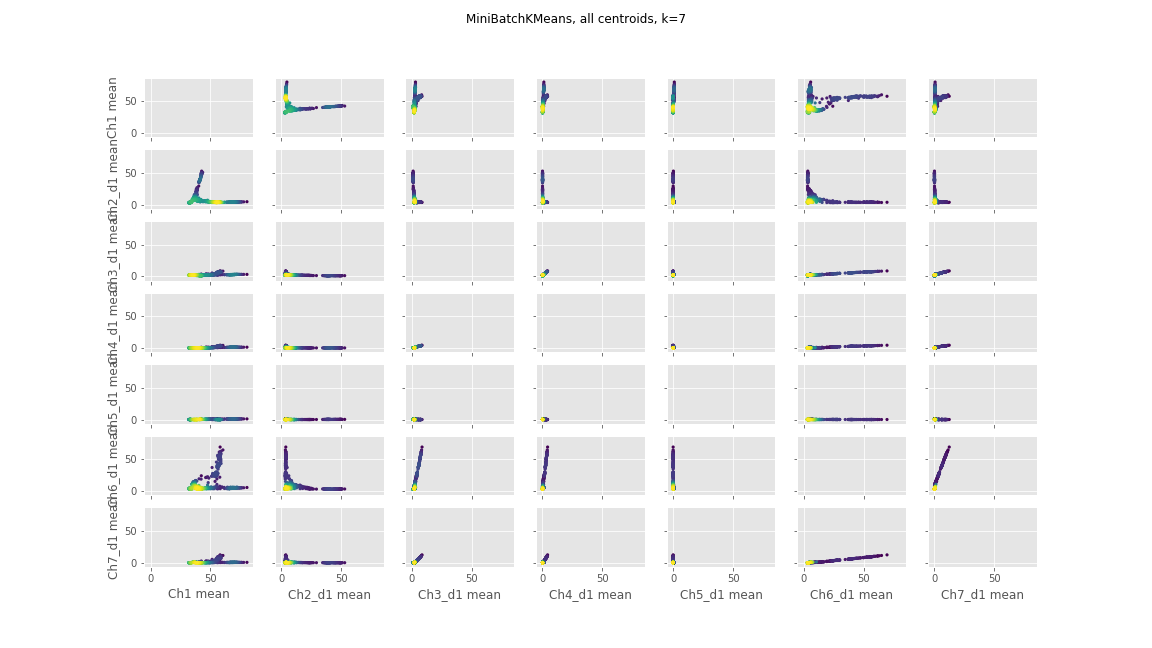 MiniBatchKMeans, all centroids, k=7
Ch1 mean
50
0
Ch2_d1 mean
50
0
Ch3_d1 mean
50
0
Ch4_d1 mean
50
0
Ch5_d1 mean
50
0
Ch6_d1 mean
50
0
Ch7_d1 mean
50
0
0 50 0 50 0 50 0 50 0 50 0 50 0 50
Ch1 mean Ch2_d1 mean Ch3_d1 mean Ch4_d1 mean Ch5_d1 mean Ch6_d1 mean Ch7_d1 mean